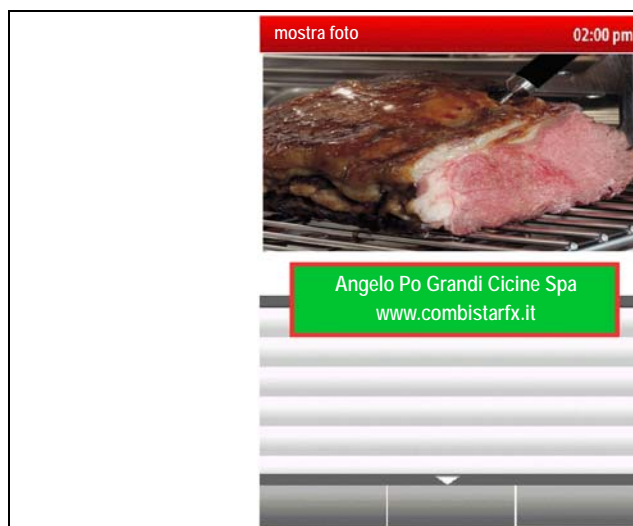 mostra foto
02:00 pm
Angelo Po Grandi Cicine Spa
www.combistarfx.it